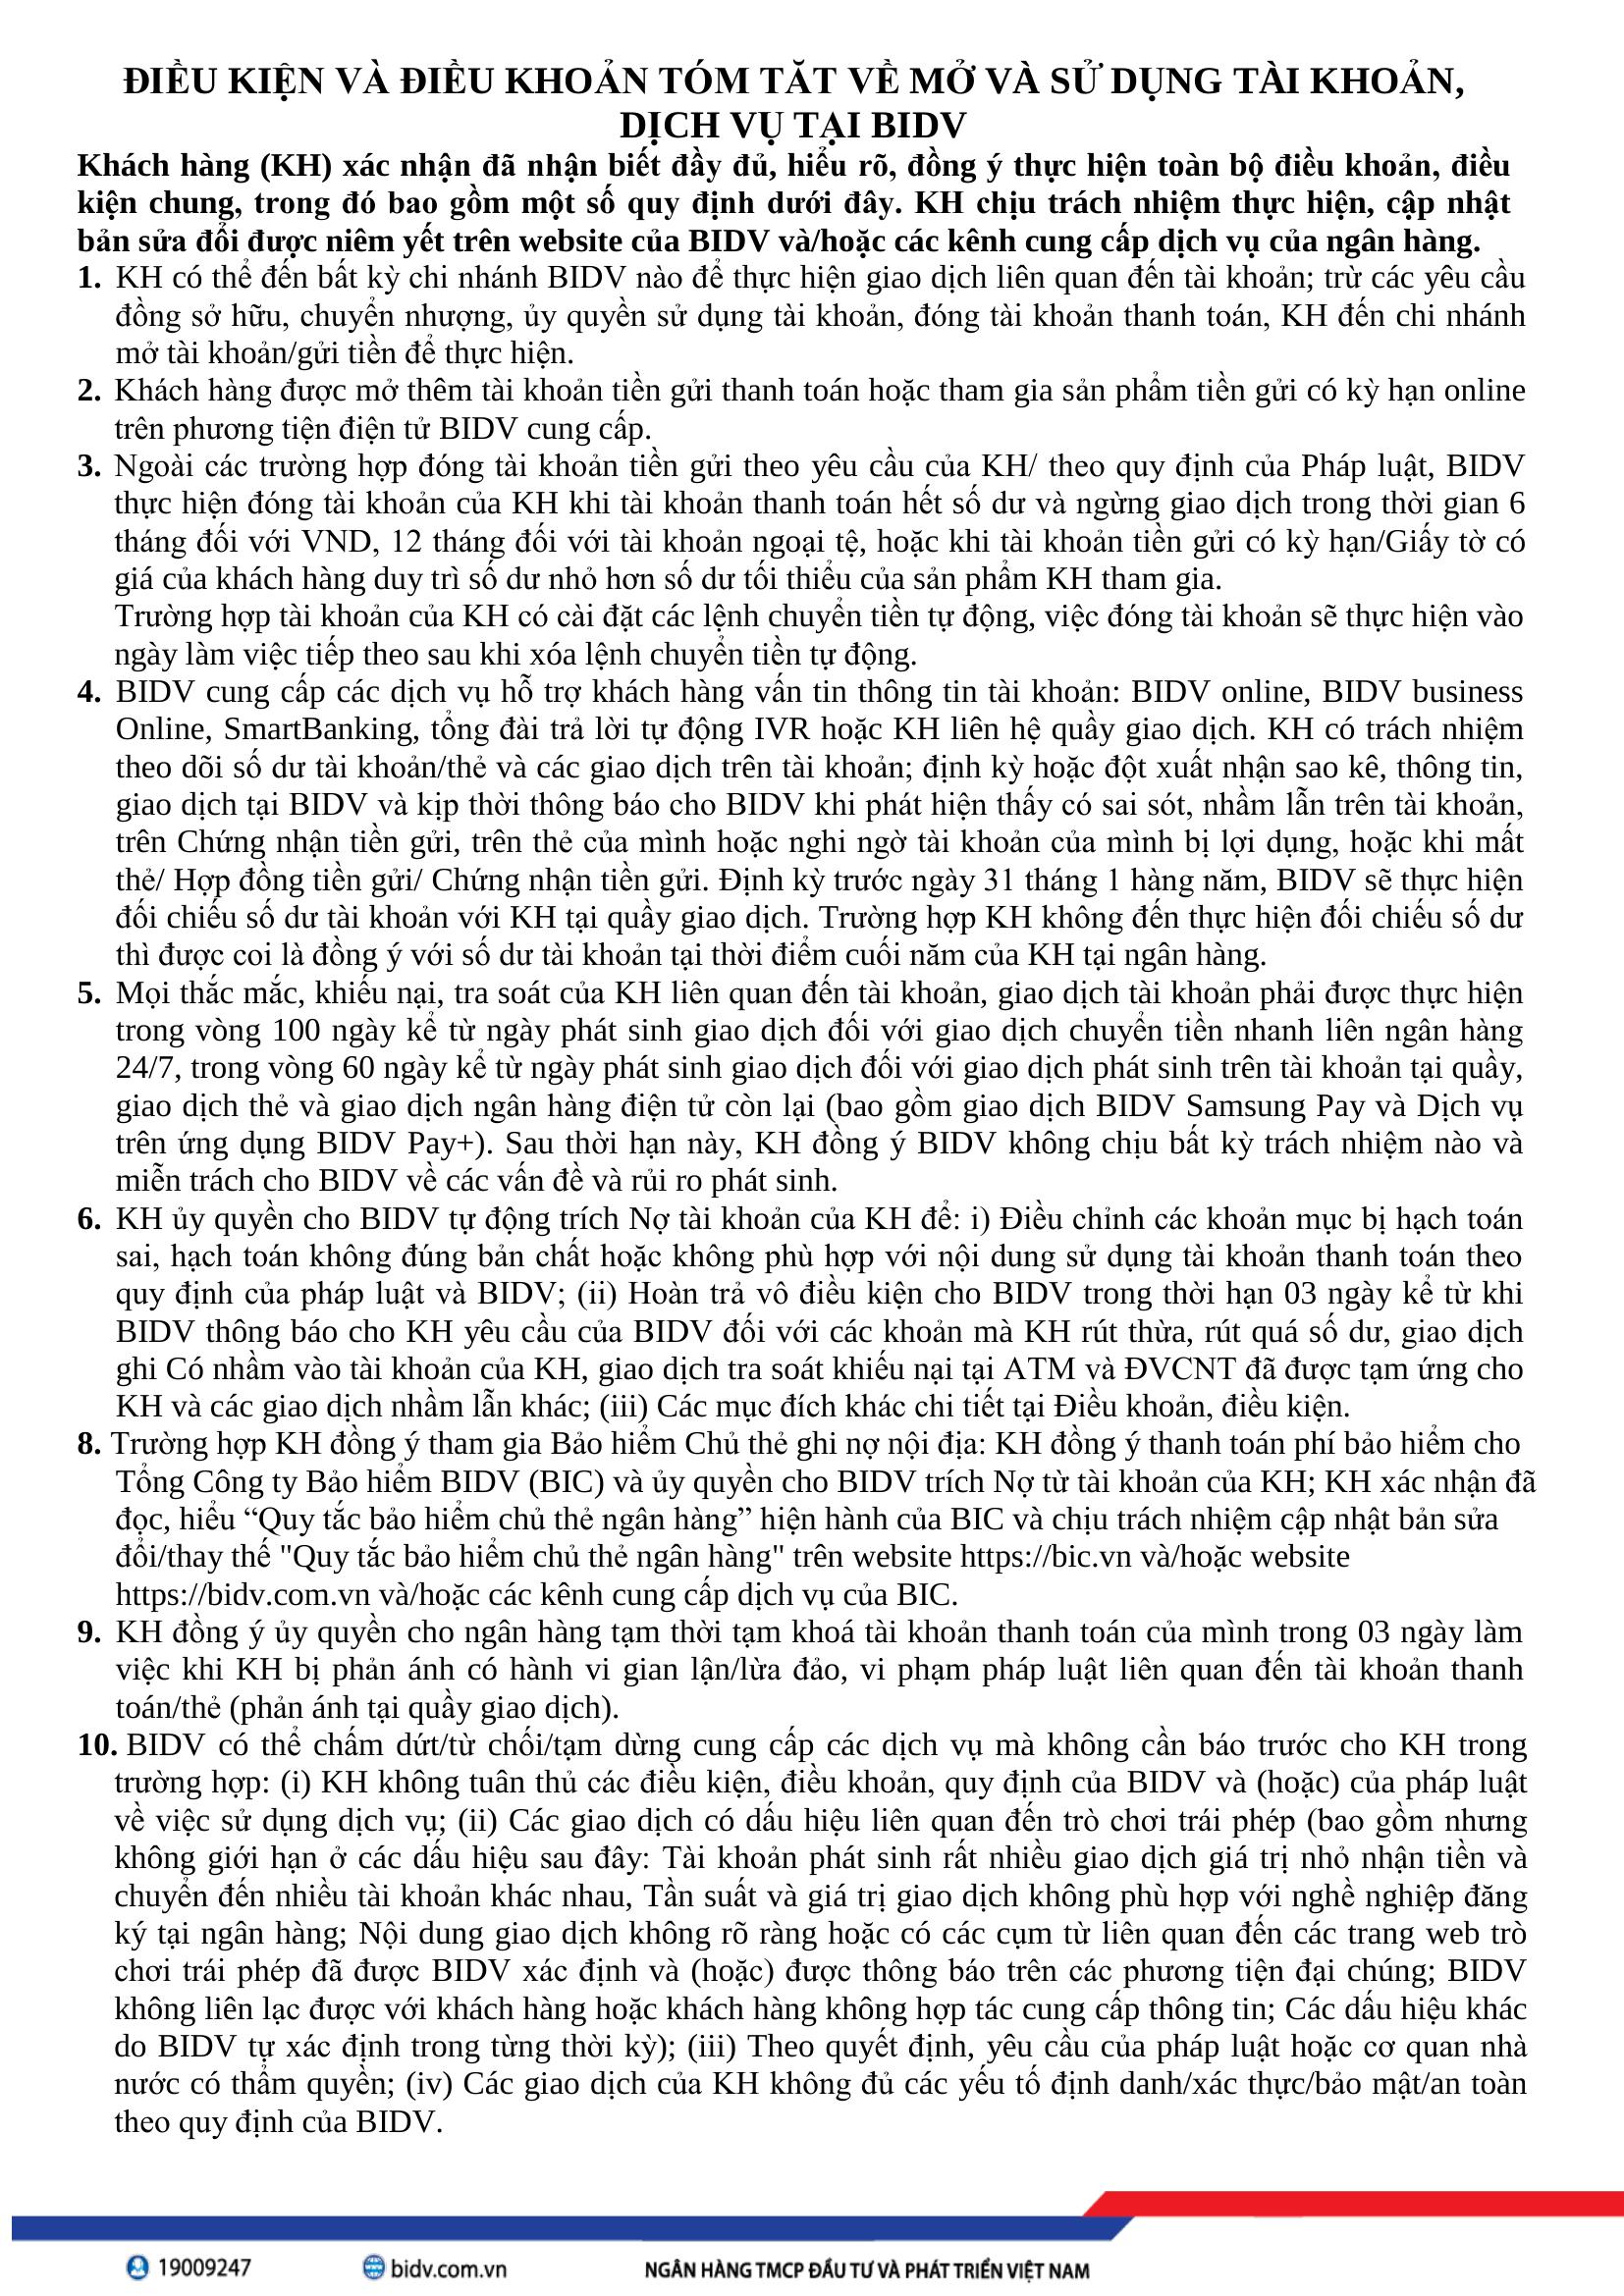 ĐIỀU KIỆN VÀ ĐIỀU KHOẢN TÓM TẮT VỀ MỞ VÀ SỬ DỤNG TÀI KHOẢN,
DỊCH VỤ TẠI BIDV
Khách hàng (KH) xác nhận đã nhận biết đầy đủ, hiểu rõ, đồng ý thực hiện toàn bộ điều khoản, điều
kiện chung, trong đó bao gồm một số quy định dưới đây. KH chịu trách nhiệm thực hiện, cập nhật
bản sửa đổi được niêm yết trên website của BIDV và/hoặc các kênh cung cấp dịch vụ của ngân hàng.
1. KH có thể đến bất kỳ chi nhánh BIDV nào để thực hiện giao dịch liên quan đến tài khoản; trừ các yêu cầu
đồng sở hữu, chuyển nhượng, ủy quyền sử dụng tài khoản, đóng tài khoản thanh toán, KH đến chi nhánh
mở tài khoản/gửi tiền để thực hiện.
2. Khách hàng được mở thêm tài khoản tiền gửi thanh toán hoặc tham gia sản phẩm tiền gửi có kỳ hạn online
trên phương tiện điện tử BIDV cung cấp.
3. Ngoài các trường hợp đóng tài khoản tiền gửi theo yêu cầu của KH/ theo quy định của Pháp luật, BIDV
thực hiện đóng tài khoản của KH khi tài khoản thanh toán hết số dư và ngừng giao dịch trong thời gian 6
tháng đối với VND, 12 tháng đối với tài khoản ngoại tệ, hoặc khi tài khoản tiền gửi có kỳ hạn/Giấy tờ có
giá của khách hàng duy trì số dư nhỏ hơn số dư tối thiểu của sản phẩm KH tham gia.
Trường hợp tài khoản của KH có cài đặt các lệnh chuyển tiền tự động, việc đóng tài khoản sẽ thực hiện vào
ngày làm việc tiếp theo sau khi xóa lệnh chuyển tiền tự động.
4. BIDV cung cấp các dịch vụ hỗ trợ khách hàng vấn tin thông tin tài khoản: BIDV online, BIDV business
Online, SmartBanking, tổng đài trả lời tự động IVR hoặc KH liên hệ quầy giao dịch. KH có trách nhiệm
theo dõi số dư tài khoản/thẻ và các giao dịch trên tài khoản; định kỳ hoặc đột xuất nhận sao kê, thông tin,
giao dịch tại BIDV và kịp thời thông báo cho BIDV khi phát hiện thấy có sai sót, nhầm lẫn trên tài khoản,
trên Chứng nhận tiền gửi, trên thẻ của mình hoặc nghi ngờ tài khoản của mình bị lợi dụng, hoặc khi mất
thẻ/ Hợp đồng tiền gửi/ Chứng nhận tiền gửi. Định kỳ trước ngày 31 tháng 1 hàng năm, BIDV sẽ thực hiện
đối chiếu số dư tài khoản với KH tại quầy giao dịch. Trường hợp KH không đến thực hiện đối chiếu số dư
thì được coi là đồng ý với số dư tài khoản tại thời điểm cuối năm của KH tại ngân hàng.
5. Mọi thắc mắc, khiếu nại, tra soát của KH liên quan đến tài khoản, giao dịch tài khoản phải được thực hiện
trong vòng 100 ngày kể từ ngày phát sinh giao dịch đối với giao dịch chuyển tiền nhanh liên ngân hàng
24/7, trong vòng 60 ngày kể từ ngày phát sinh giao dịch đối với giao dịch phát sinh trên tài khoản tại quầy,
giao dịch thẻ và giao dịch ngân hàng điện tử còn lại (bao gồm giao dịch BIDV Samsung Pay và Dịch vụ
trên ứng dụng BIDV Pay+). Sau thời hạn này, KH đồng ý BIDV không chịu bất kỳ trách nhiệm nào và
miễn trách cho BIDV về các vấn đề và rủi ro phát sinh.
6. KH ủy quyền cho BIDV tự động trích Nợ tài khoản của KH để: i) Điều chỉnh các khoản mục bị hạch toán
sai, hạch toán không đúng bản chất hoặc không phù hợp với nội dung sử dụng tài khoản thanh toán theo
quy định của pháp luật và BIDV; (ii) Hoàn trả vô điều kiện cho BIDV trong thời hạn 03 ngày kể từ khi
BIDV thông báo cho KH yêu cầu của BIDV đối với các khoản mà KH rút thừa, rút quá số dư, giao dịch
ghi Có nhầm vào tài khoản của KH, giao dịch tra soát khiếu nại tại ATM và ĐVCNT đã được tạm ứng cho
KH và các giao dịch nhầm lẫn khác; (iii) Các mục đích khác chi tiết tại Điều khoản, điều kiện.
8. Trường hợp KH đồng ý tham gia Bảo hiểm Chủ thẻ ghi nợ nội địa: KH đồng ý thanh toán phí bảo hiểm cho
Tổng Công ty Bảo hiểm BIDV (BIC) và ủy quyền cho BIDV trích Nợ từ tài khoản của KH; KH xác nhận đã
đọc, hiểu “Quy tắc bảo hiểm chủ thẻ ngân hàng” hiện hành của BIC và chịu trách nhiệm cập nhật bản sửa
đổi/thay thế "Quy tắc bảo hiểm chủ thẻ ngân hàng" trên website https://bic.vn và/hoặc website
https://bidv.com.vn và/hoặc các kênh cung cấp dịch vụ của BIC.
9. KH đồng ý ủy quyền cho ngân hàng tạm thời tạm khoá tài khoản thanh toán của mình trong 03 ngày làm
việc khi KH bị phản ánh có hành vi gian lận/lừa đảo, vi phạm pháp luật liên quan đến tài khoản thanh
toán/thẻ (phản ánh tại quầy giao dịch).
10. BIDV có thể chấm dứt/từ chối/tạm dừng cung cấp các dịch vụ mà không cần báo trước cho KH trong
trường hợp: (i) KH không tuân thủ các điều kiện, điều khoản, quy định của BIDV và (hoặc) của pháp luật
về việc sử dụng dịch vụ; (ii) Các giao dịch có dấu hiệu liên quan đến trò chơi trái phép (bao gồm nhưng
không giới hạn ở các dấu hiệu sau đây: Tài khoản phát sinh rất nhiều giao dịch giá trị nhỏ nhận tiền và
chuyển đến nhiều tài khoản khác nhau, Tần suất và giá trị giao dịch không phù hợp với nghề nghiệp đăng
ký tại ngân hàng; Nội dung giao dịch không rõ ràng hoặc có các cụm từ liên quan đến các trang web trò
chơi trái phép đã được BIDV xác định và (hoặc) được thông báo trên các phương tiện đại chúng; BIDV
không liên lạc được với khách hàng hoặc khách hàng không hợp tác cung cấp thông tin; Các dấu hiệu khác
do BIDV tự xác định trong từng thời kỳ); (iii) Theo quyết định, yêu cầu của pháp luật hoặc cơ quan nhà
nước có thẩm quyền; (iv) Các giao dịch của KH không đủ các yếu tố định danh/xác thực/bảo mật/an toàn
theo quy định của BIDV.
19009247 bidv.com.vn NGÂN HÀNG TMCP ĐẦU TƯ VÀ PHÁT TRIỂN VIỆT NAM